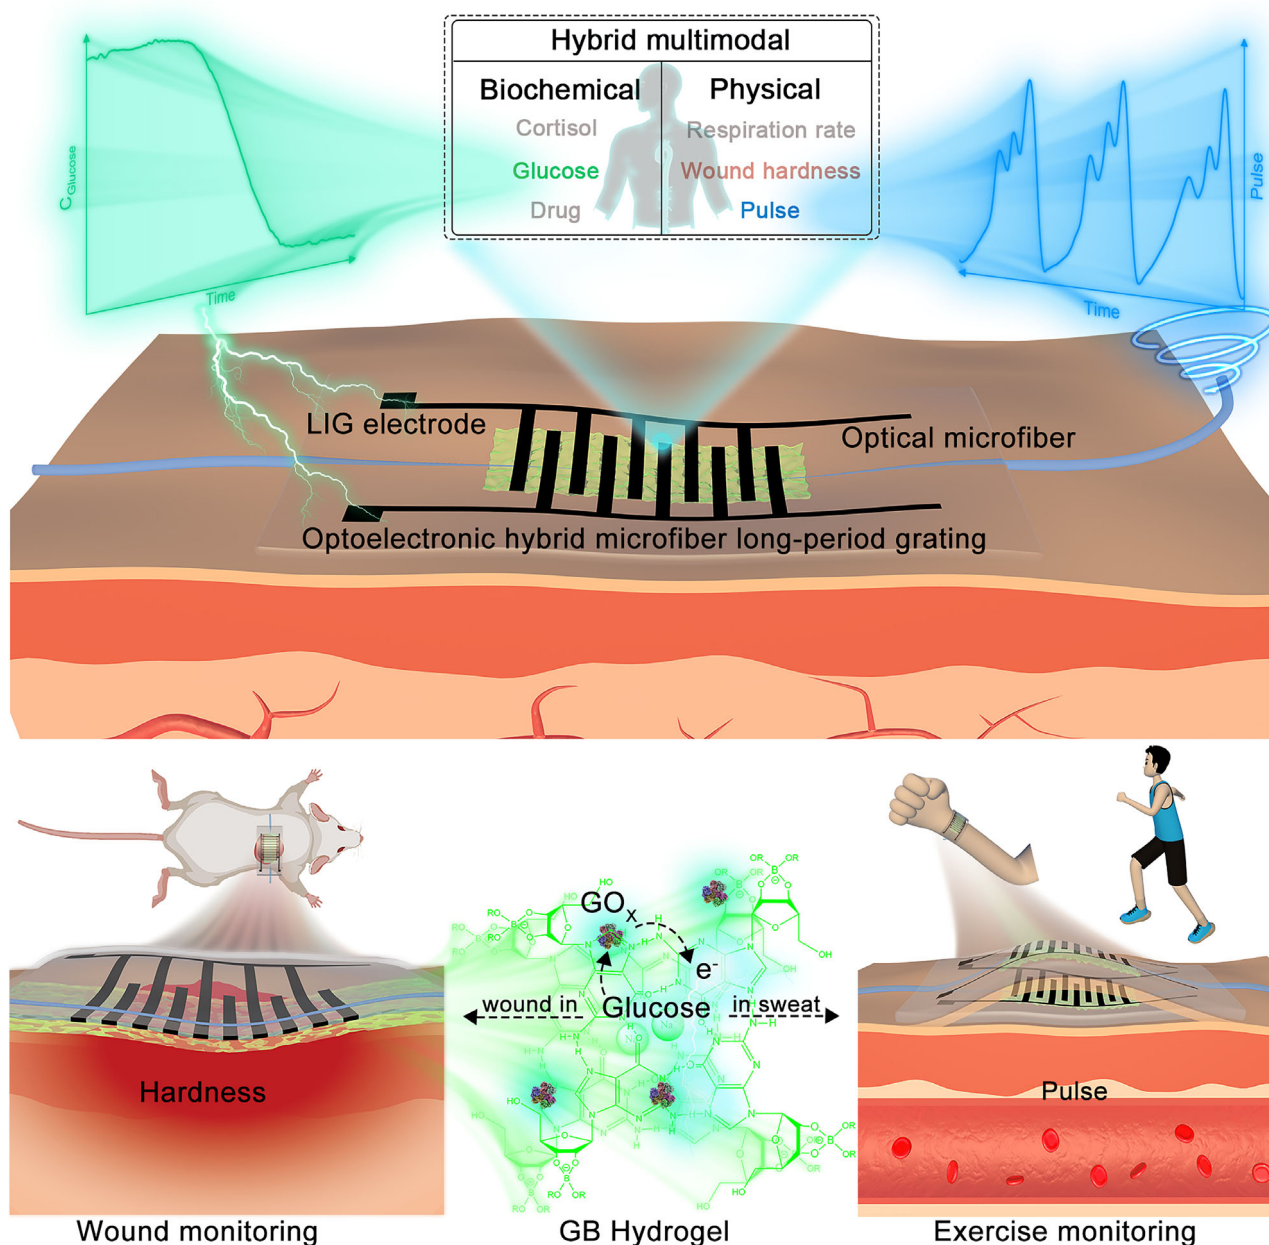 Hybrid multimodal
Biochemical
Physical
Cortisol
Respiration rate
Glucose
Wound hardness
Drug
Pulse
C Glucose
Time
Pulse
Time
LIG electrode
Optical microfiber
Optoelectronic hybrid microfiber long-period grating
GOx
e-
wound in
Glucose
in sweat
Hardness
Pulse
Wound monitoring
GB Hydrogel
Exercise monitoring